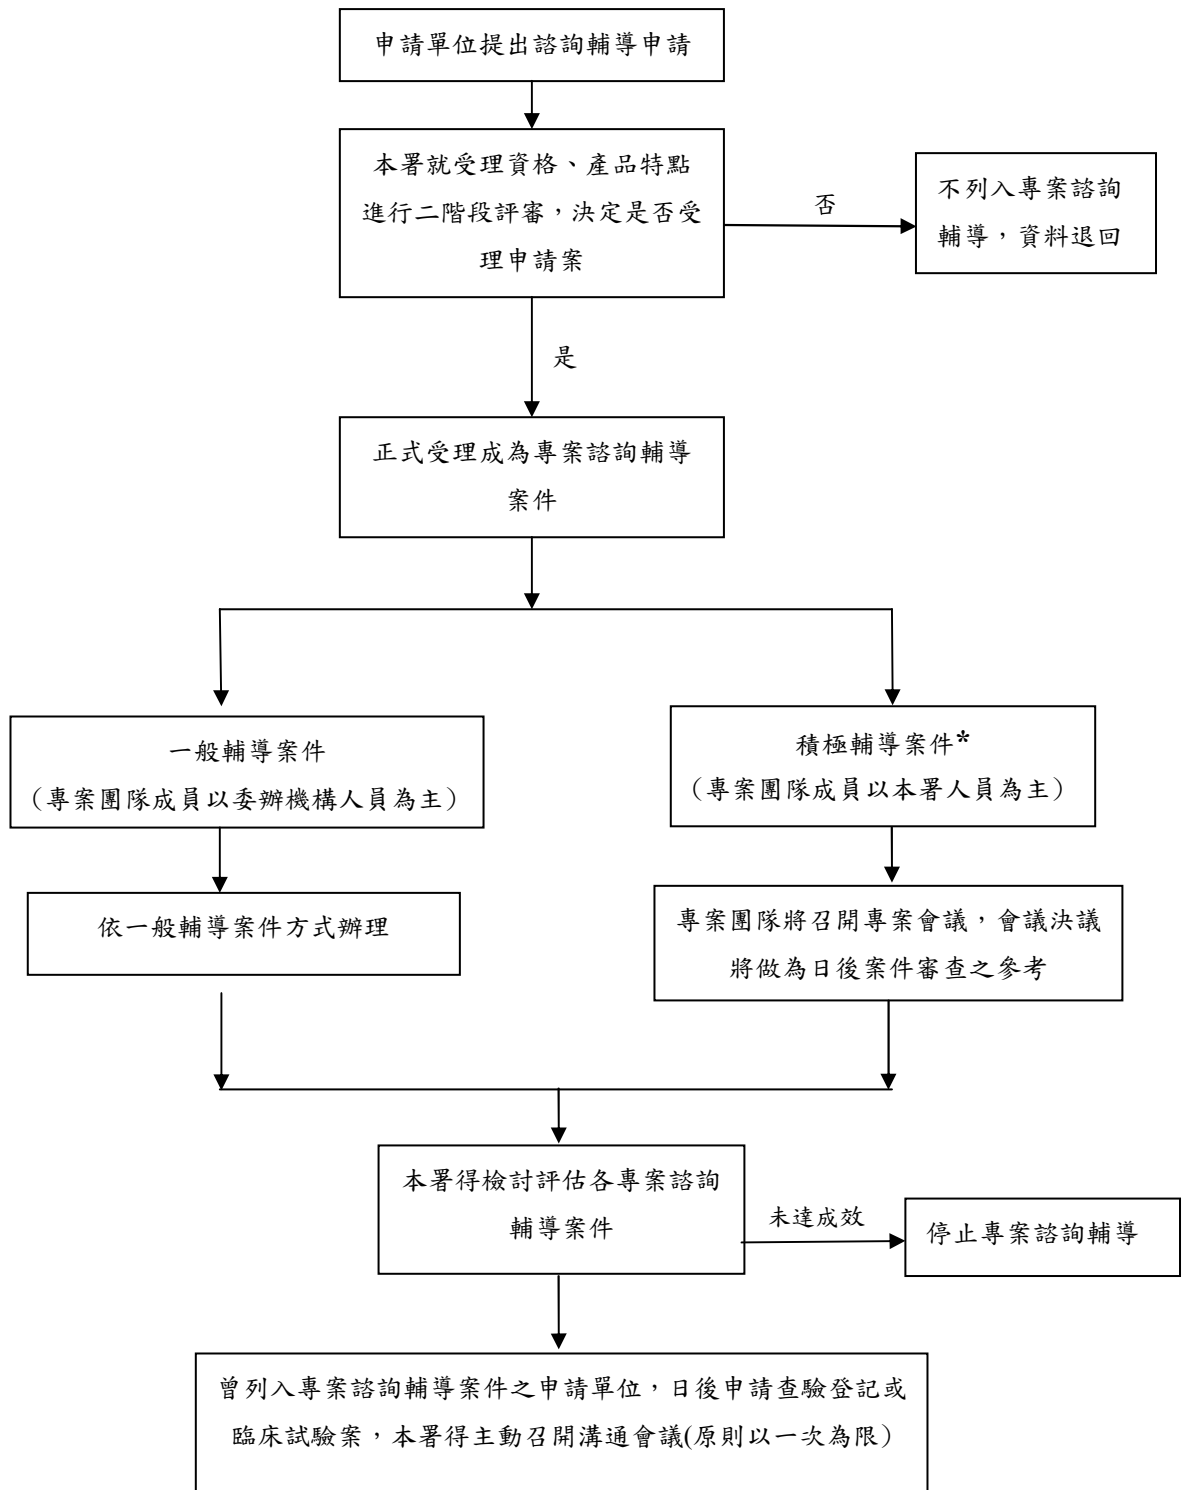 申請單位提出諮詢輔導申請
本署就受理資格、產品特點
進行二階段評審，決定是否受
理申請案
否
不列入專案諮詢
輔導，資料退回
是
正式受理成為專案諮詢輔導
案件
一般輔導案件
（專案團隊成員以委辦機構人員為主）
積極輔導案件*
（專案團隊成員以本署人員為主）
依一般輔導案件方式辦理
專案團隊將召開專案會議，會議決議
將做為日後案件審查之參考
本署得檢討評估各專案諮詢
輔導案件
未達成效
停止專案諮詢輔導
曾列入專案諮詢輔導案件之申請單位，日後申請查驗登記或
臨床試驗案，本署得主動召開溝通會議(原則以一次為限）